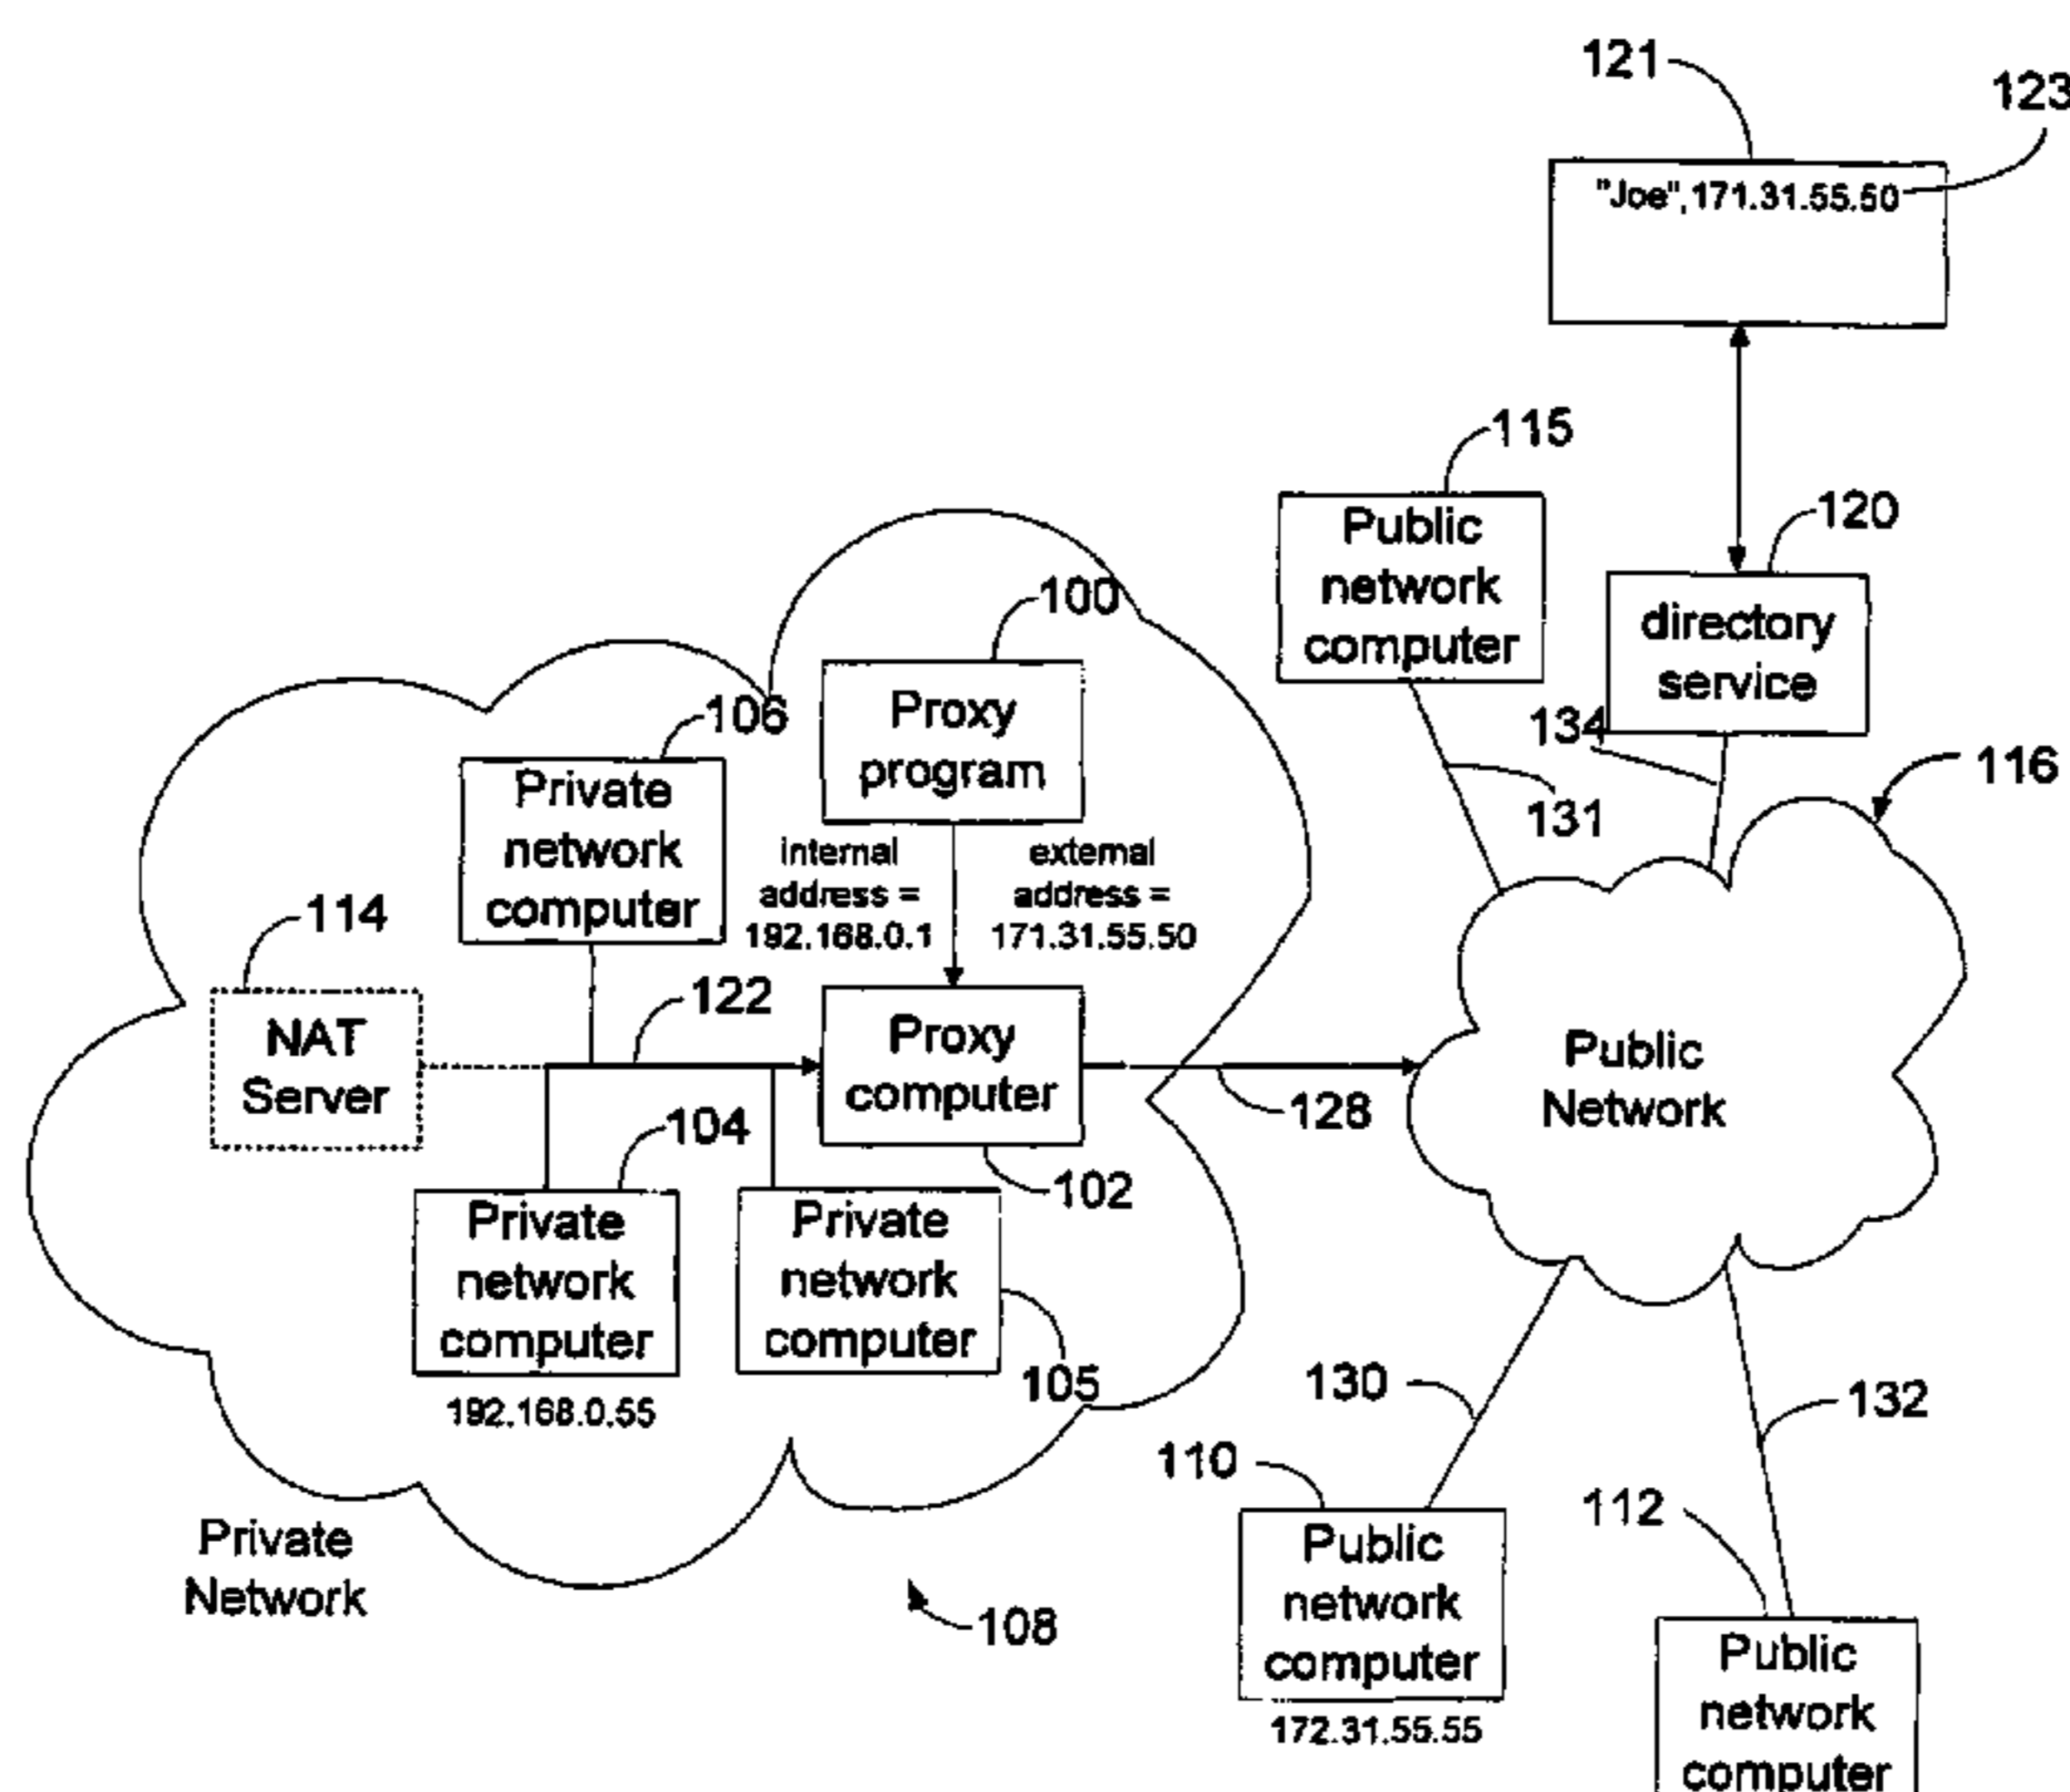 121
123
"Joe",171.31.55.50
115
Public
network
computer
120
directory
service
134
131
116
100
Proxy
program
106
Private
network
computer
internal
address =
192.168.0.1
external
address =
171.31.55.50
114
NAT
Server
122
Proxy
computer
128
102
Public
Network
104
Private
network
computer
192.168.0.55
Private
network
computer
105
130
132
110
Public
network
computer
172.31.55.55
112
Public
network
computer
Private
Network
108